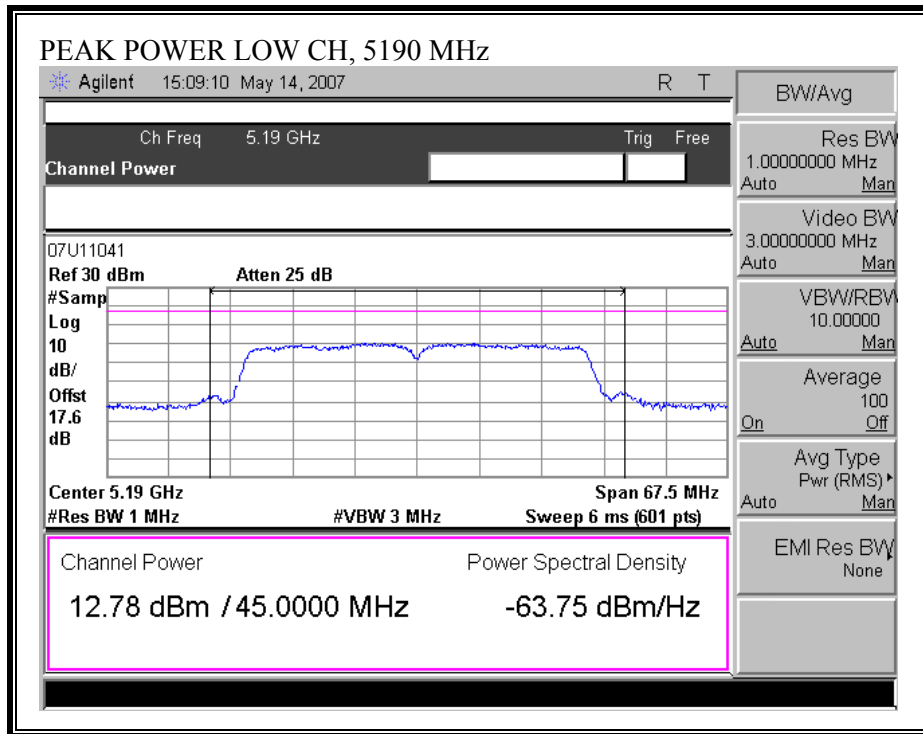 PEAK POWER LOW CH, 5190 MHz
Agilent 15:09:10 May 14, 2007 R T
Ch Freq 5.19 GHz Trig Free
Channel Power
07U11041
Ref 30 dBm Atten 25 dB
#Samp
Log
10
dB/
Offst
17.6
dB
Center 5.19 GHz Span 67.5 MHz
#Res BW 1 MHz #VBW 3 MHz Sweep 6 ms (601 pts)
Channel Power Power Spectral Density
12.78 dBm / 45.0000 MHz -63.75 dBm/Hz
BW/Avg
Res BW
1.00000000 MHz
Auto Man
Video BW
3.00000000 MHz
Auto Man
VBW/RBW
10.00000
Auto Man
Average
100
On Off
Avg Type
Pwr (RMS)
Auto Man
EMI Res BW
None